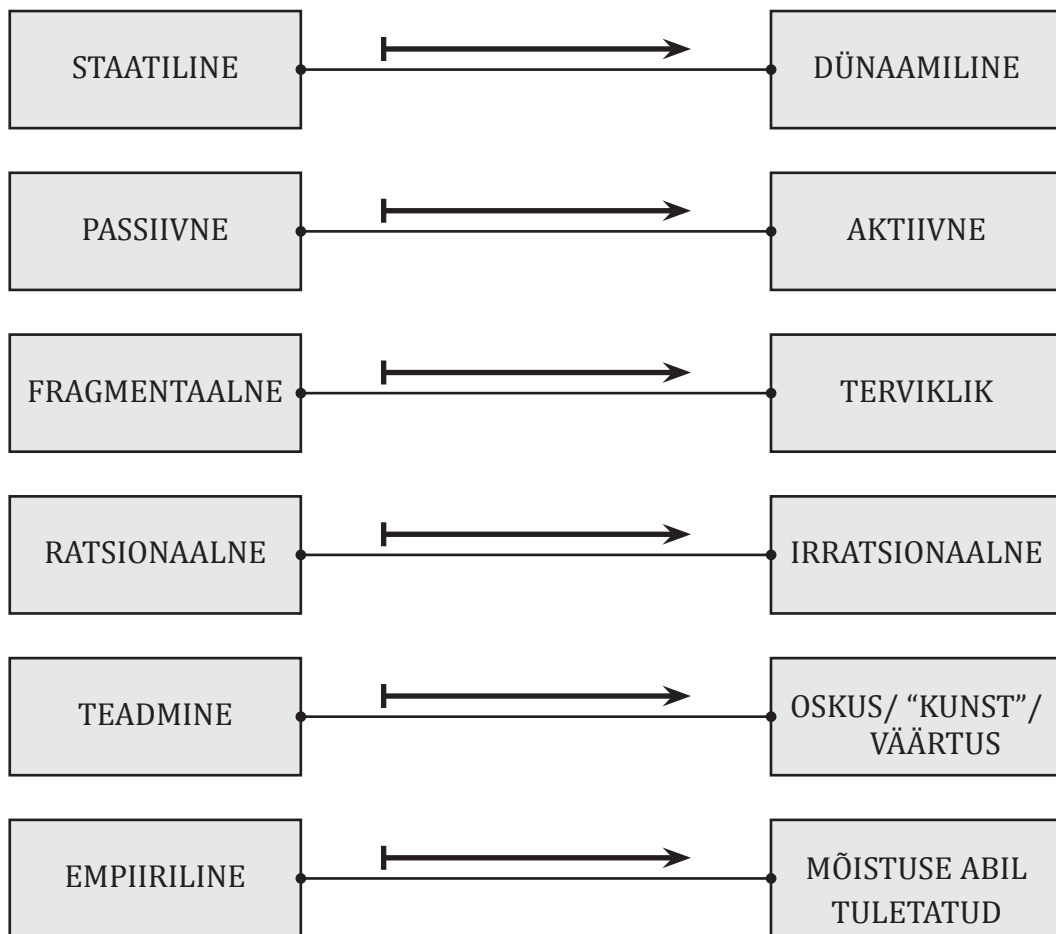 STAATILINE
DÜNAAMILINE
PASSIIVNE
AKTIIVNE
FRAGMENTAALNE
TERVIKLIK
RATSIONAALNE
IRRATSIONAALNE
TEADMINE
OSKUS/ “KUNST”/
VÄÄRTUS
EMPIIRILINE
MÕISTUSE ABIL
TULETATUD